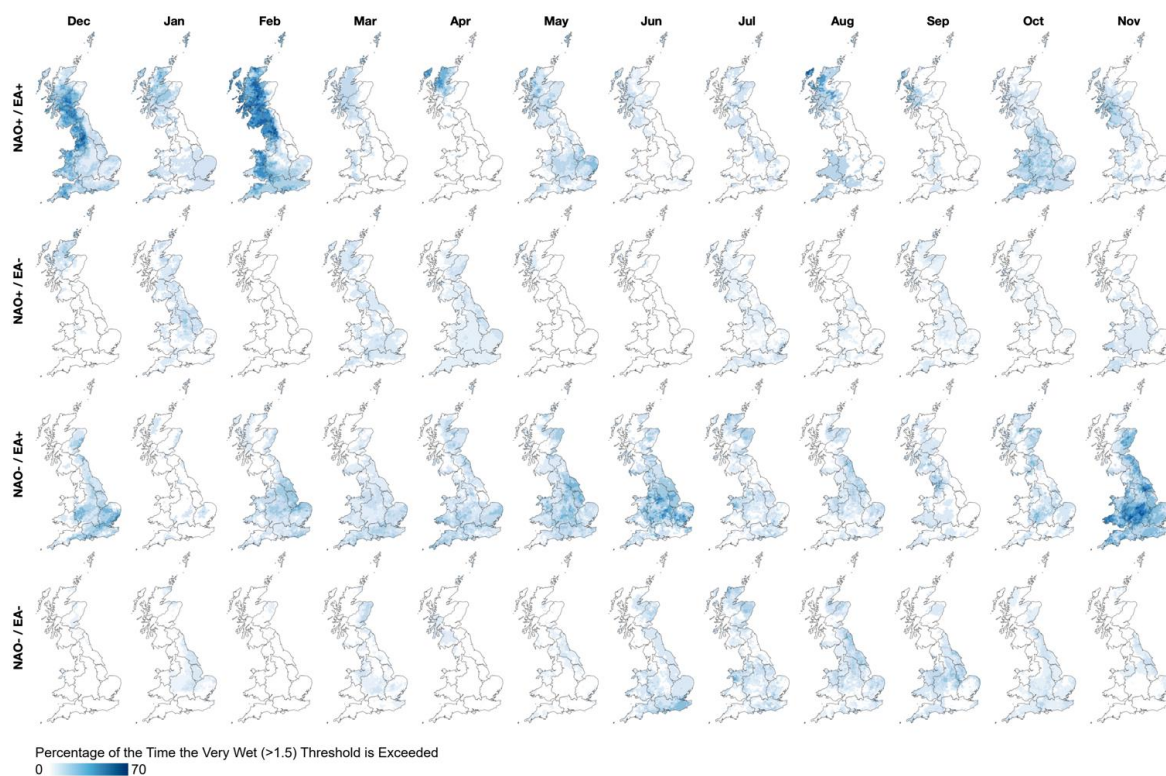 Dec Jan Feb Mar Apr May Jun Jul Aug Sep Oct Nov
NAO+ / EA+
NAO+ / EA-
NAO- / EA+
NAO- / EA-
Percentage of the Time the Very Wet (>1.5) Threshold is Exceeded
0 70